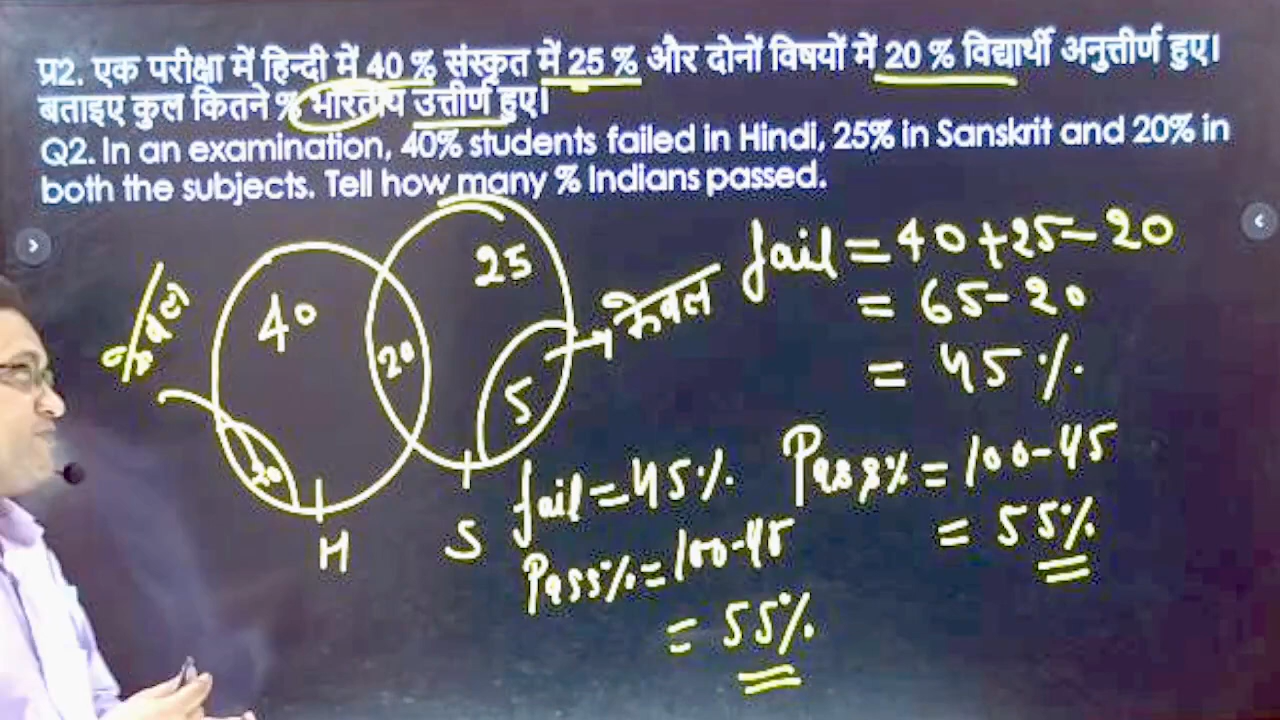 प्र2. एक परीक्षा में हिन्दी में 40 % संस्कृत में 25 % और दोनों विषयों में 20 % विद्यार्थी अनुत्तीर्ण हुए।
बताइए कुल कितने % भारतीय उत्तीर्ण हुए।
Q2. In an examination, 40% students failed in Hindi, 25% in Sanskrit and 20% in
both the subjects. Tell how many % Indians passed.
40
25
20
5
केवल
20
H
S
fail = 40+25-20
= 65-20
= 45%
fail = 45%
Pass% = 100-45
= 55%
Pass% = 100-45
= 55%